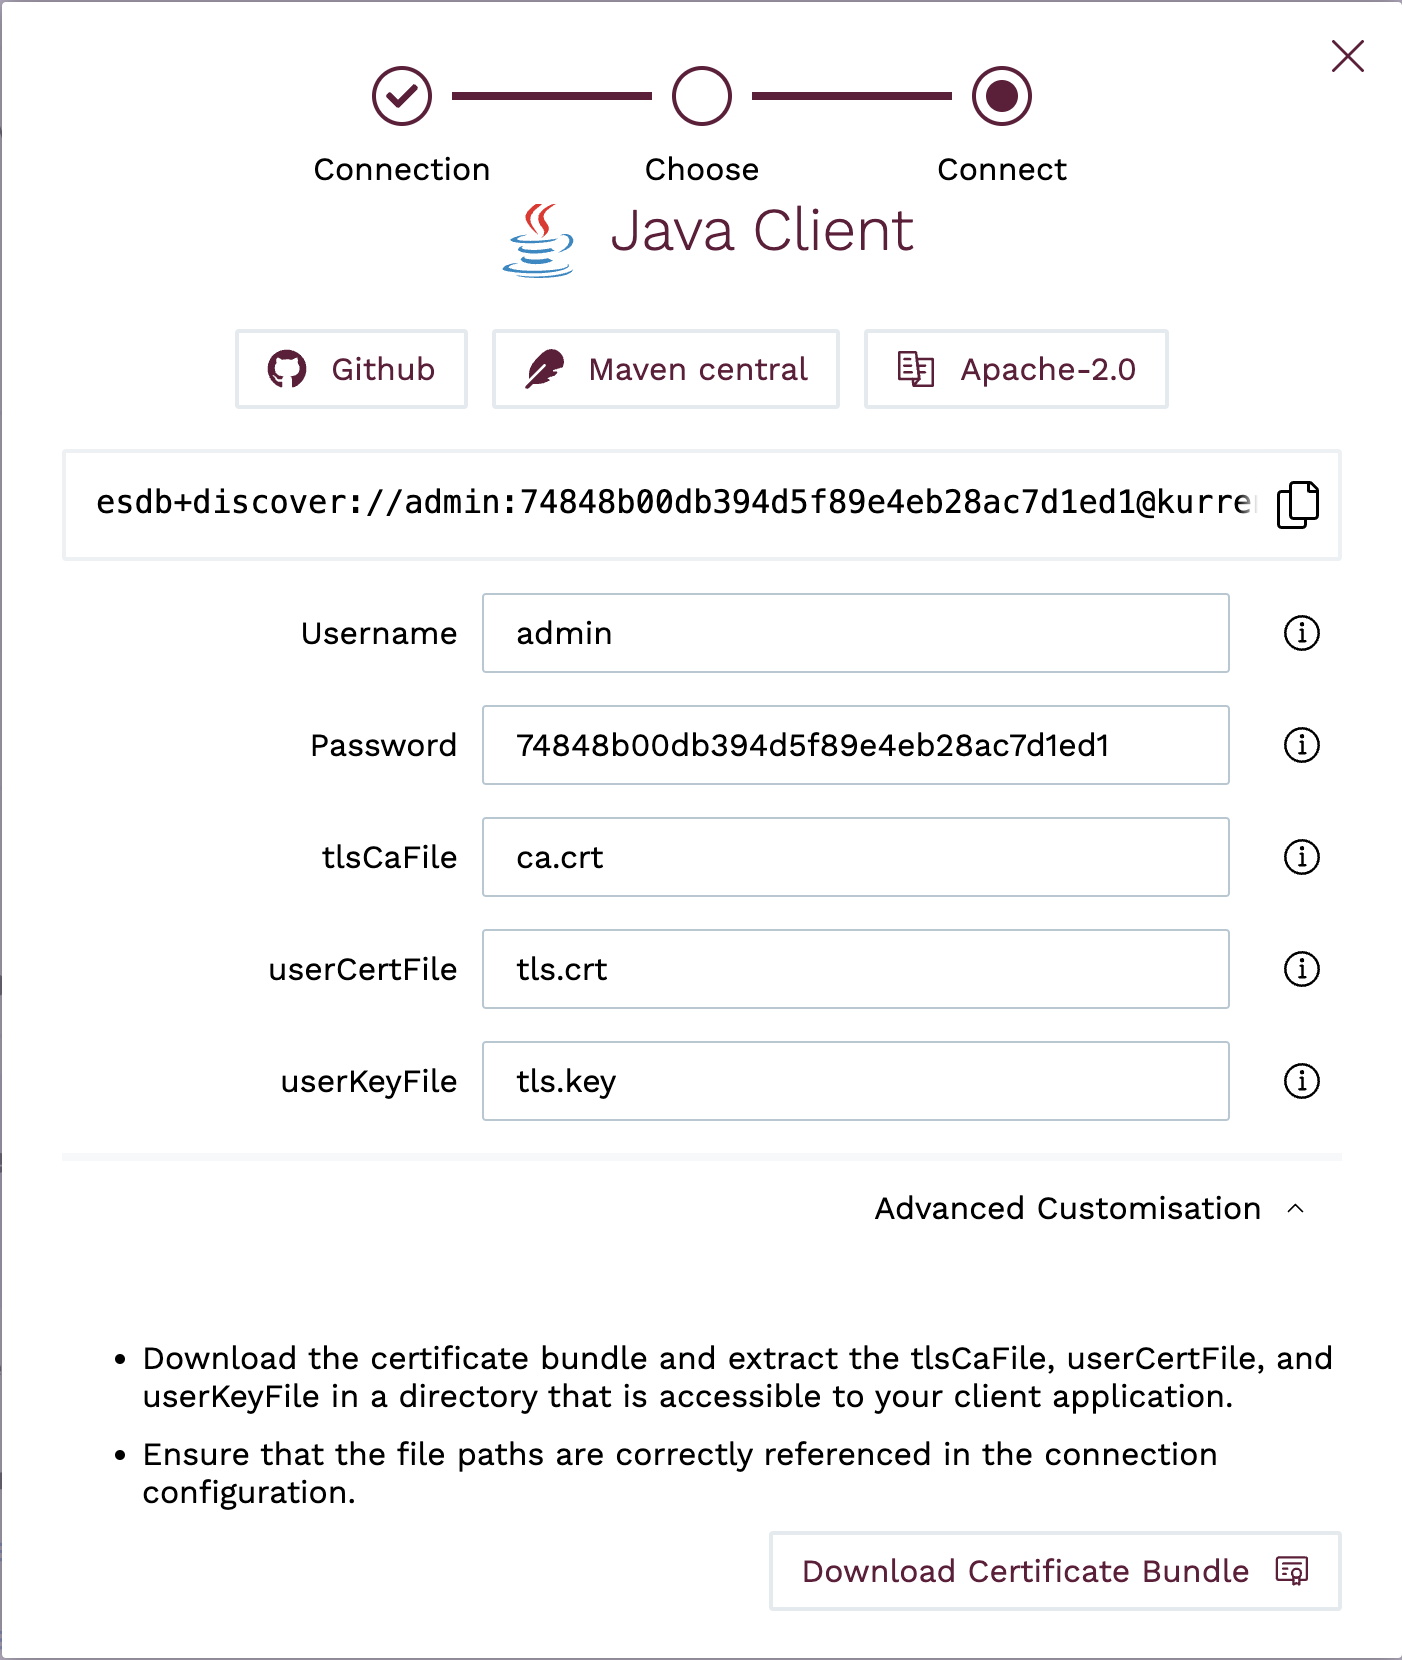 Connection
Choose
Connect
Java Client
Github
Maven central
Apache-2.0
esdb+discover://admin:74848b00db394d5f89e4eb28ac7d1ed1@kurre
Username
admin
Password
74848b00db394d5f89e4eb28ac7d1ed1
tlsCaFile
ca.crt
userCertFile
tls.crt
userKeyFile
tls.key
Advanced Customisation
• Download the certificate bundle and extract the tlsCaFile, userCertFile, and
userKeyFile in a directory that is accessible to your client application.
• Ensure that the file paths are correctly referenced in the connection
configuration.
Download Certificate Bundle